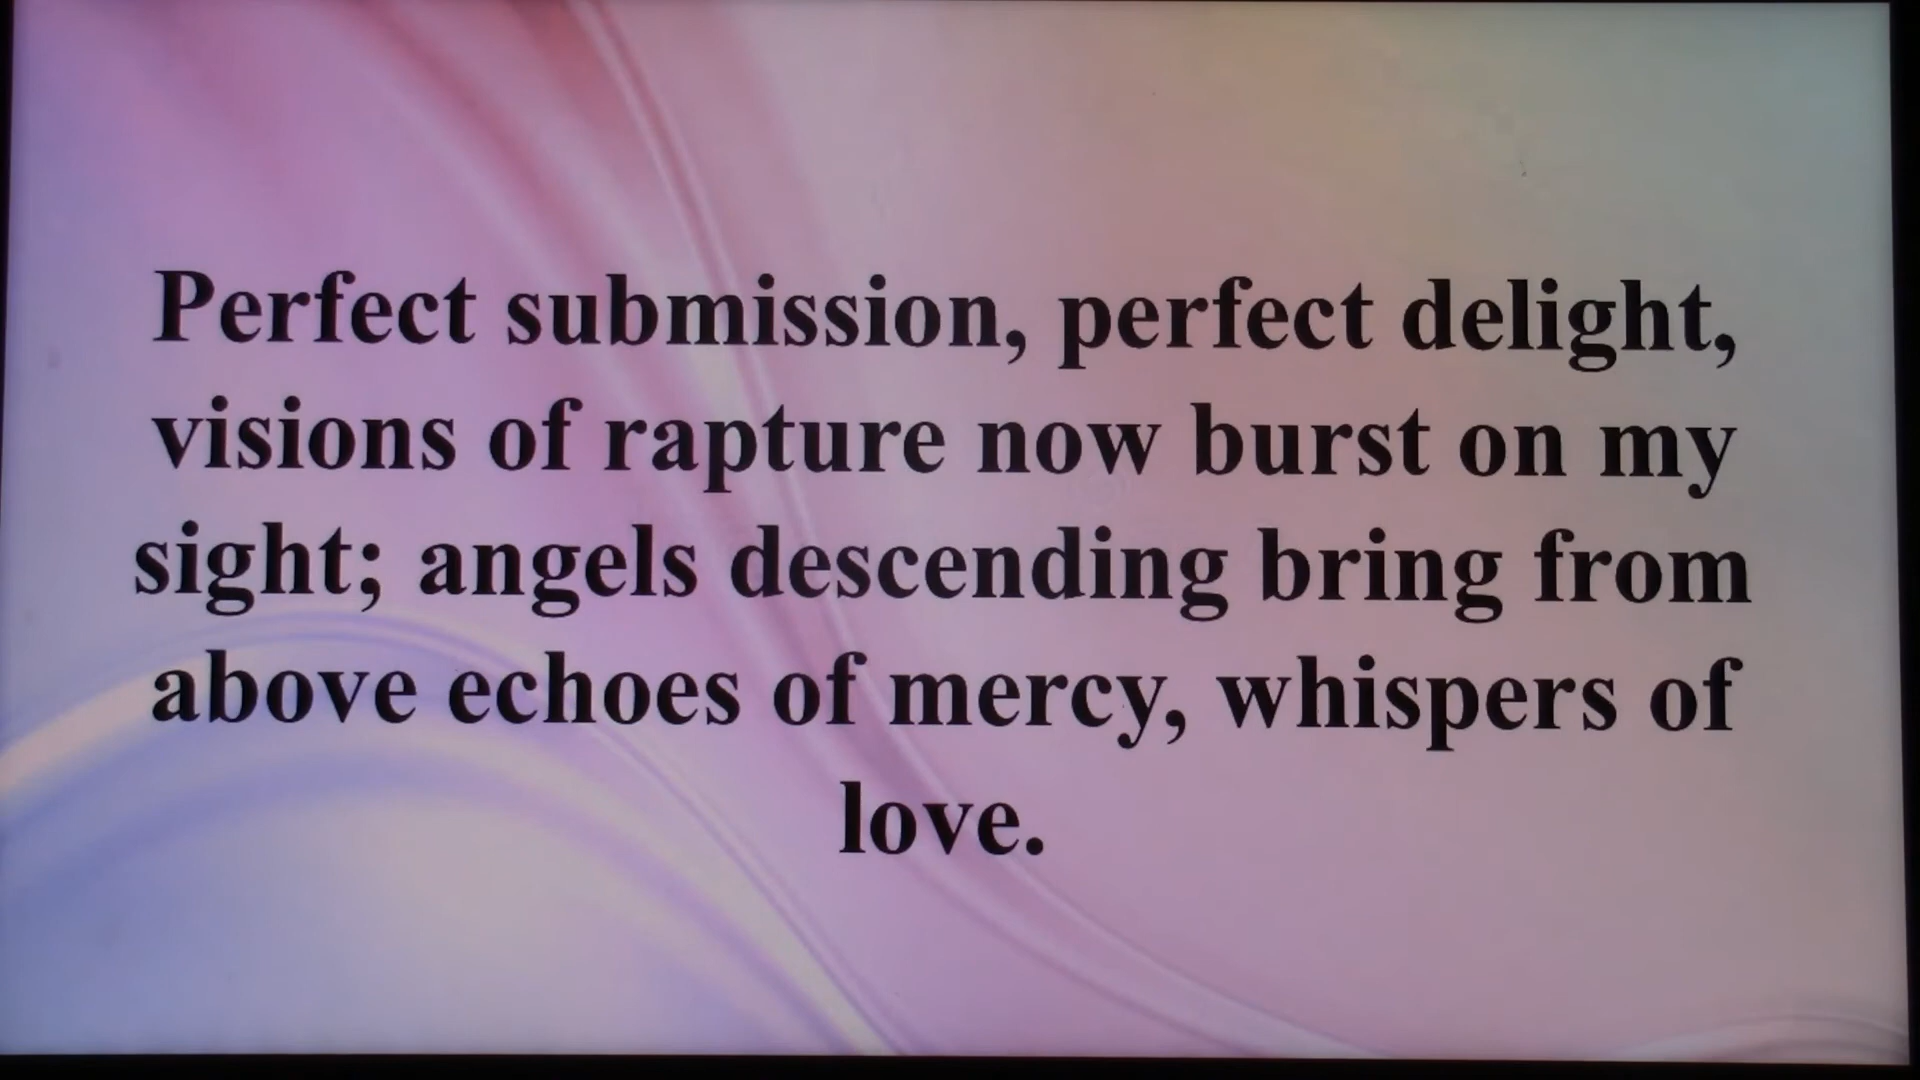 Perfect submission, perfect delight,
visions of rapture now burst on my
sight; angels descending bring from
above echoes of mercy, whispers of
love.